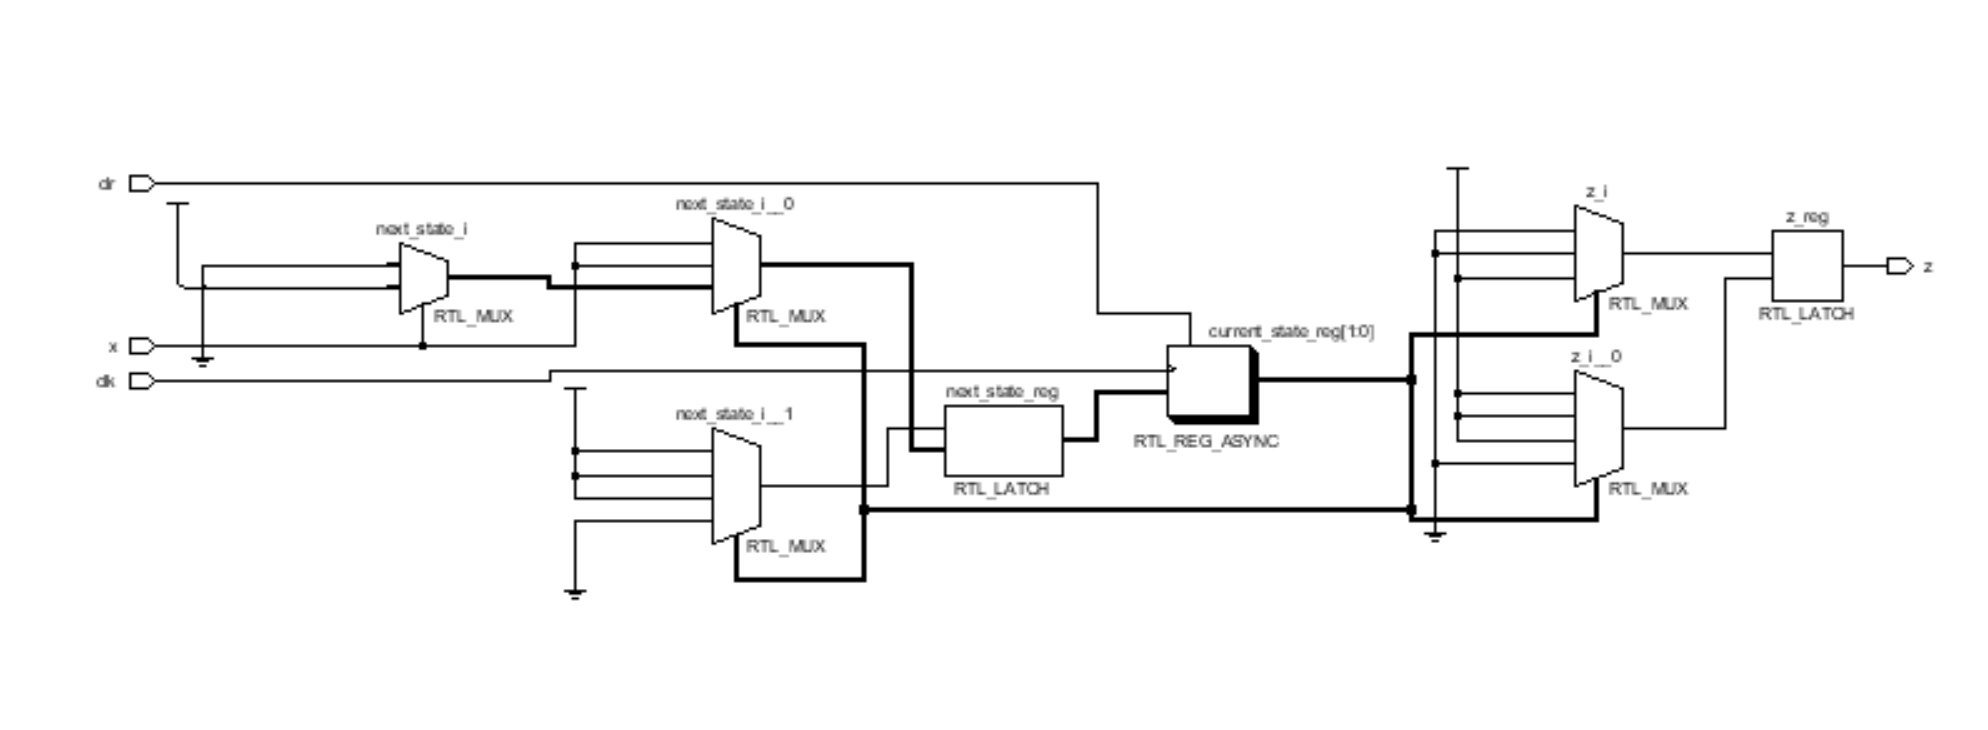 clr
next_state_i__0
z_i
next_state_i
z_reg
z
RTL_MUX
RTL_MUX
RTL_MUX
RTL_LATCH
current_state_reg[1:0]
x
z_i__0
clk
next_state_reg
next_state_i__1
RTL_REG_ASYNC
RTL_LATCH
RTL_MUX
RTL_MUX